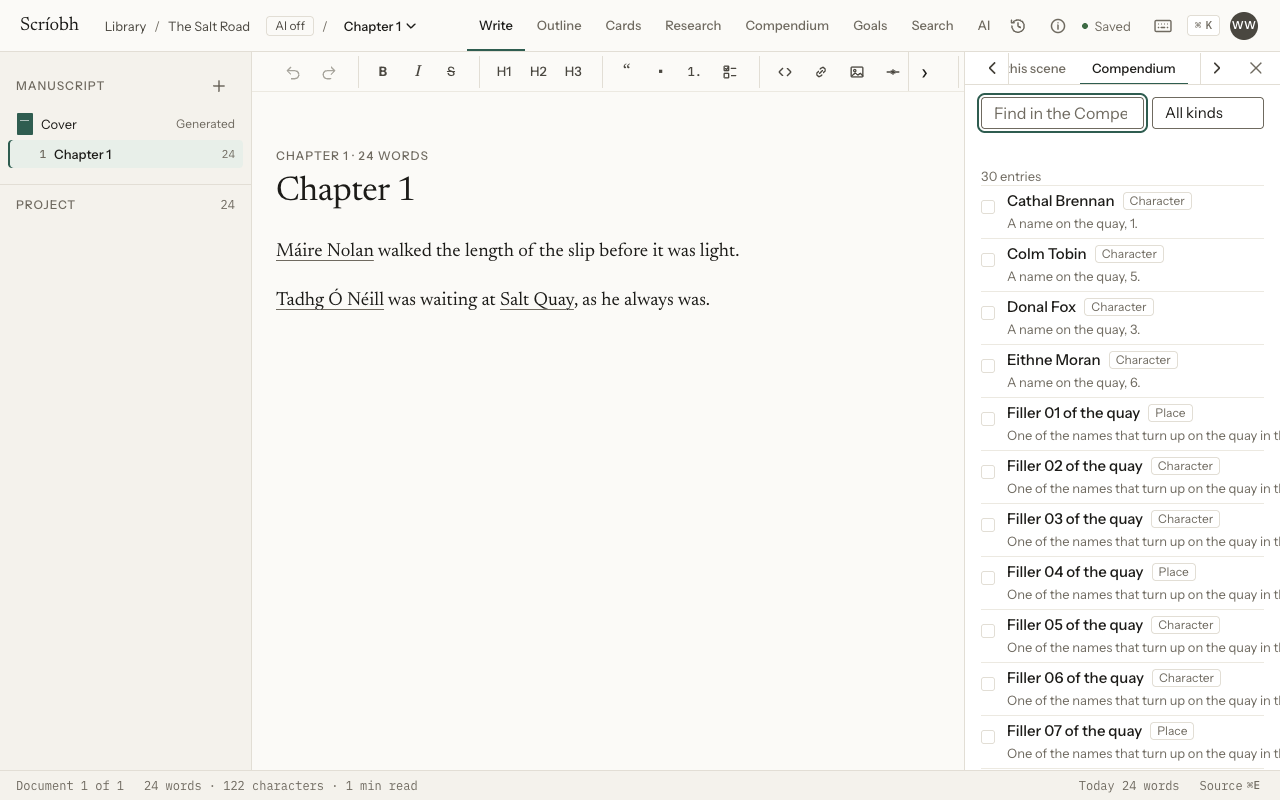 Scríobh
Library / The Salt Road AI off / Chapter 1
Write Outline Cards Research Compendium Goals Search AI
Saved ⌘ K WW
MANUSCRIPT
Cover Generated
1 Chapter 1 24
PROJECT 24
B I S H1 H2 H3 “ 1.
CHAPTER 1 · 24 WORDS
Chapter 1
Máire Nolan walked the length of the slip before it was light.
Tadhg Ó Néill was waiting at Salt Quay, as he always was.
his scene Compendium
Find in the Compe All kinds
30 entries
Cathal Brennan Character
A name on the quay, 1.
Colm Tobin Character
A name on the quay, 5.
Donal Fox Character
A name on the quay, 3.
Eithne Moran Character
A name on the quay, 6.
Filler 01 of the quay Place
One of the names that turn up on the quay in
Filler 02 of the quay Character
One of the names that turn up on the quay in
Filler 03 of the quay Character
One of the names that turn up on the quay in
Filler 04 of the quay Place
One of the names that turn up on the quay in
Filler 05 of the quay Character
One of the names that turn up on the quay in
Filler 06 of the quay Character
One of the names that turn up on the quay in
Filler 07 of the quay Place
One of the names that turn up on the quay in
Document 1 of 1 24 words · 122 characters · 1 min read
Today 24 words Source ⌘E